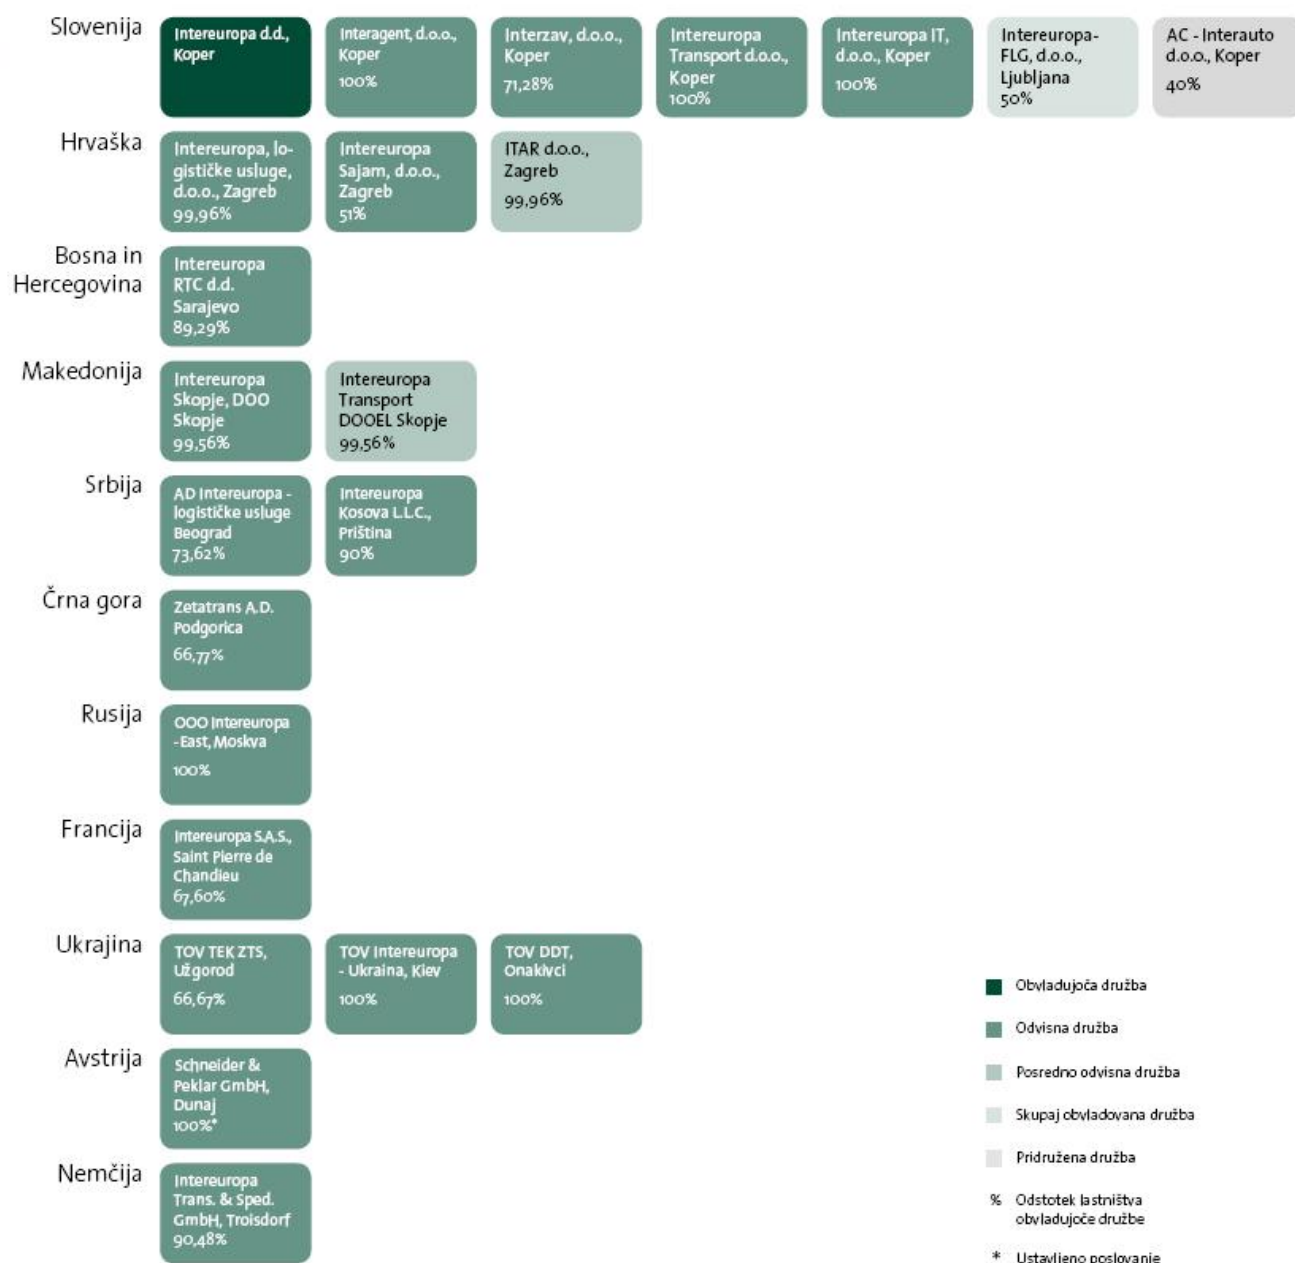 Slovenija
Intereuropa d.d.,
Koper
Interagent, d.o.o.,
Koper
100%
Interzav, d.o.o.,
Koper
71,28%
Intereuropa
Transport d.o.o.,
Koper
100%
Intereuropa IT,
d.o.o., Koper
100%
Intereuropa-
FLG, d.o.o.,
Ljubljana
50%
AC - Interauto
d.o.o., Koper
40%
Hrvaška
Intereuropa, lo-
gističke usluge,
d.o.o., Zagreb
99,96%
Intereuropa
Sajam, d.o.o.,
Zagreb
51%
ITAR d.o.o.,
Zagreb
99,96%
Bosna in
Hercegovina
Intereuropa
RTC d.d.
Sarajevo
89,29%
Makedonija
Intereuropa
Skopje, DOO
Skopje
99,56%
Intereuropa
Transport
DOOEL Skopje
99,56%
Srbija
AD Intereuropa -
logističke usluge
Beograd
73,62%
Intereuropa
Kosova L.L.C.,
Priština
90%
Črna gora
Zetatrans A.D.
Podgorica
66,77%
Rusija
OOO Intereuropa
-East, Moskva
100%
Francija
Intereuropa S.A.S.,
Saint Pierre de
Chandieu
67,60%
Ukrajina
TOV TEK ZTS,
Užgorod
66,67%
TOV Intereuropa
- Ukraina, Kiev
100%
TOV DDT,
Onakivci
100%
Avstrija
Schneider &
Peklar GmbH,
Dunaj
100%*
Nemčija
Intereuropa
Trans. & Sped.
GmbH, Troisdorf
90,48%
Obvladujoča družba
Odvisna družba
Posredno odvisna družba
Skupaj obvladovana družba
Pridružena družba
% Odstotek lastništva
obvladujoče družbe
* Ustavljeno poslovanje